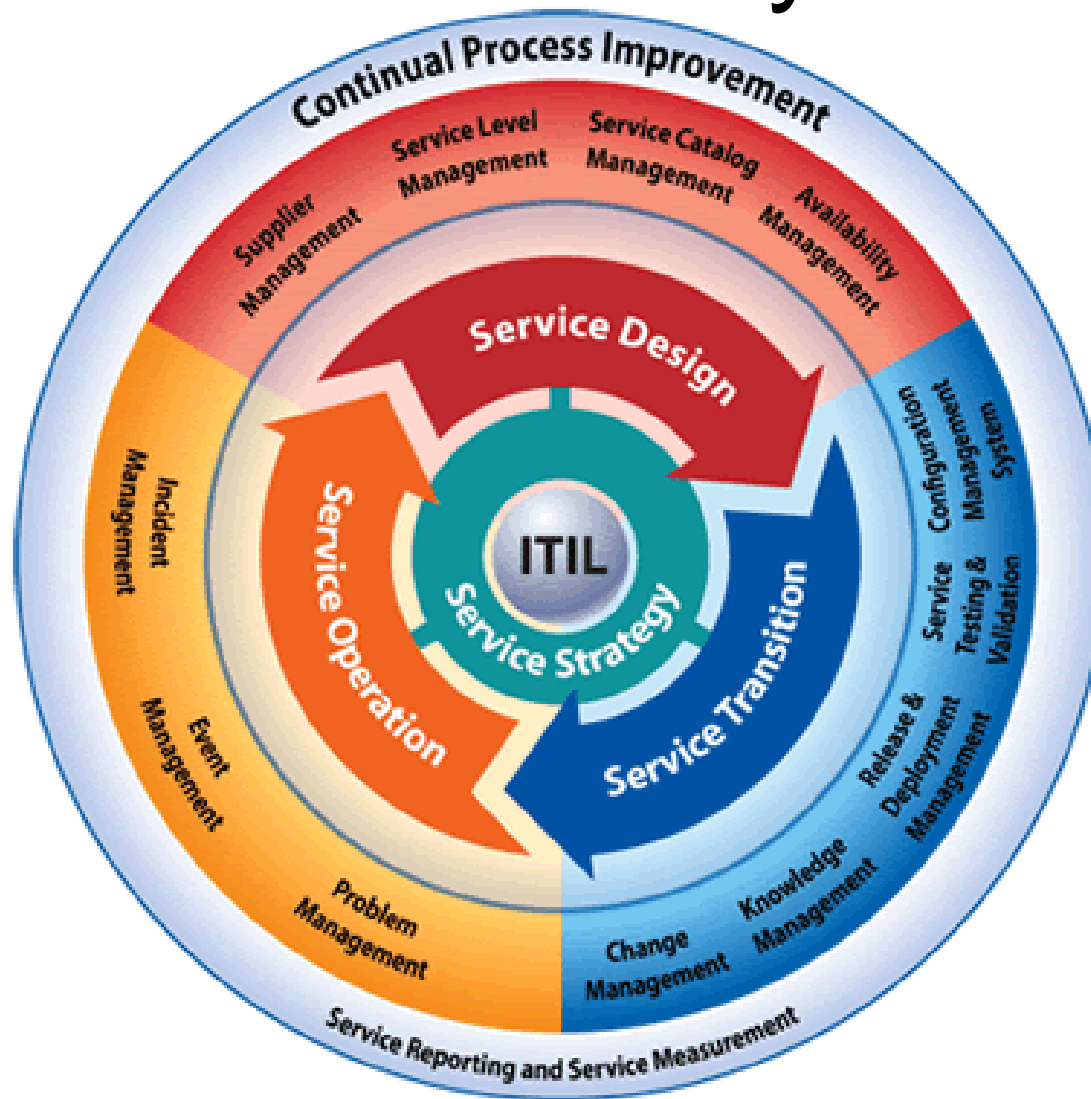 Continual Process Improvement
Supplier
Management
Service Level
Management
Service Catalog
Management
Availability
Management
Configuration
Management
System
Service
Testing &
Validation
Release &
Deployment
Management
Knowledge
Management
Change
Management
Problem
Management
Event
Management
Incident
Management
Service Design
Service Transition
Service Operation
Service Strategy
ITIL
Service Reporting and Service Measurement